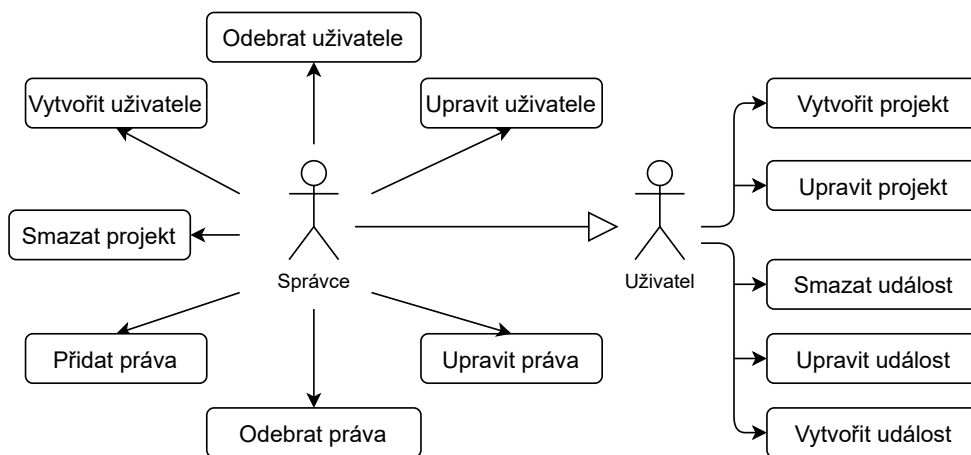 Odebrat uživatele
Vytvořit uživatele
Upravit uživatele
Vytvořit projekt
Upravit projekt
Smazat projekt
Správce
Uživatel
Smazat událost
Přidat práva
Upravit práva
Upravit událost
Odebrat práva
Vytvořit událost